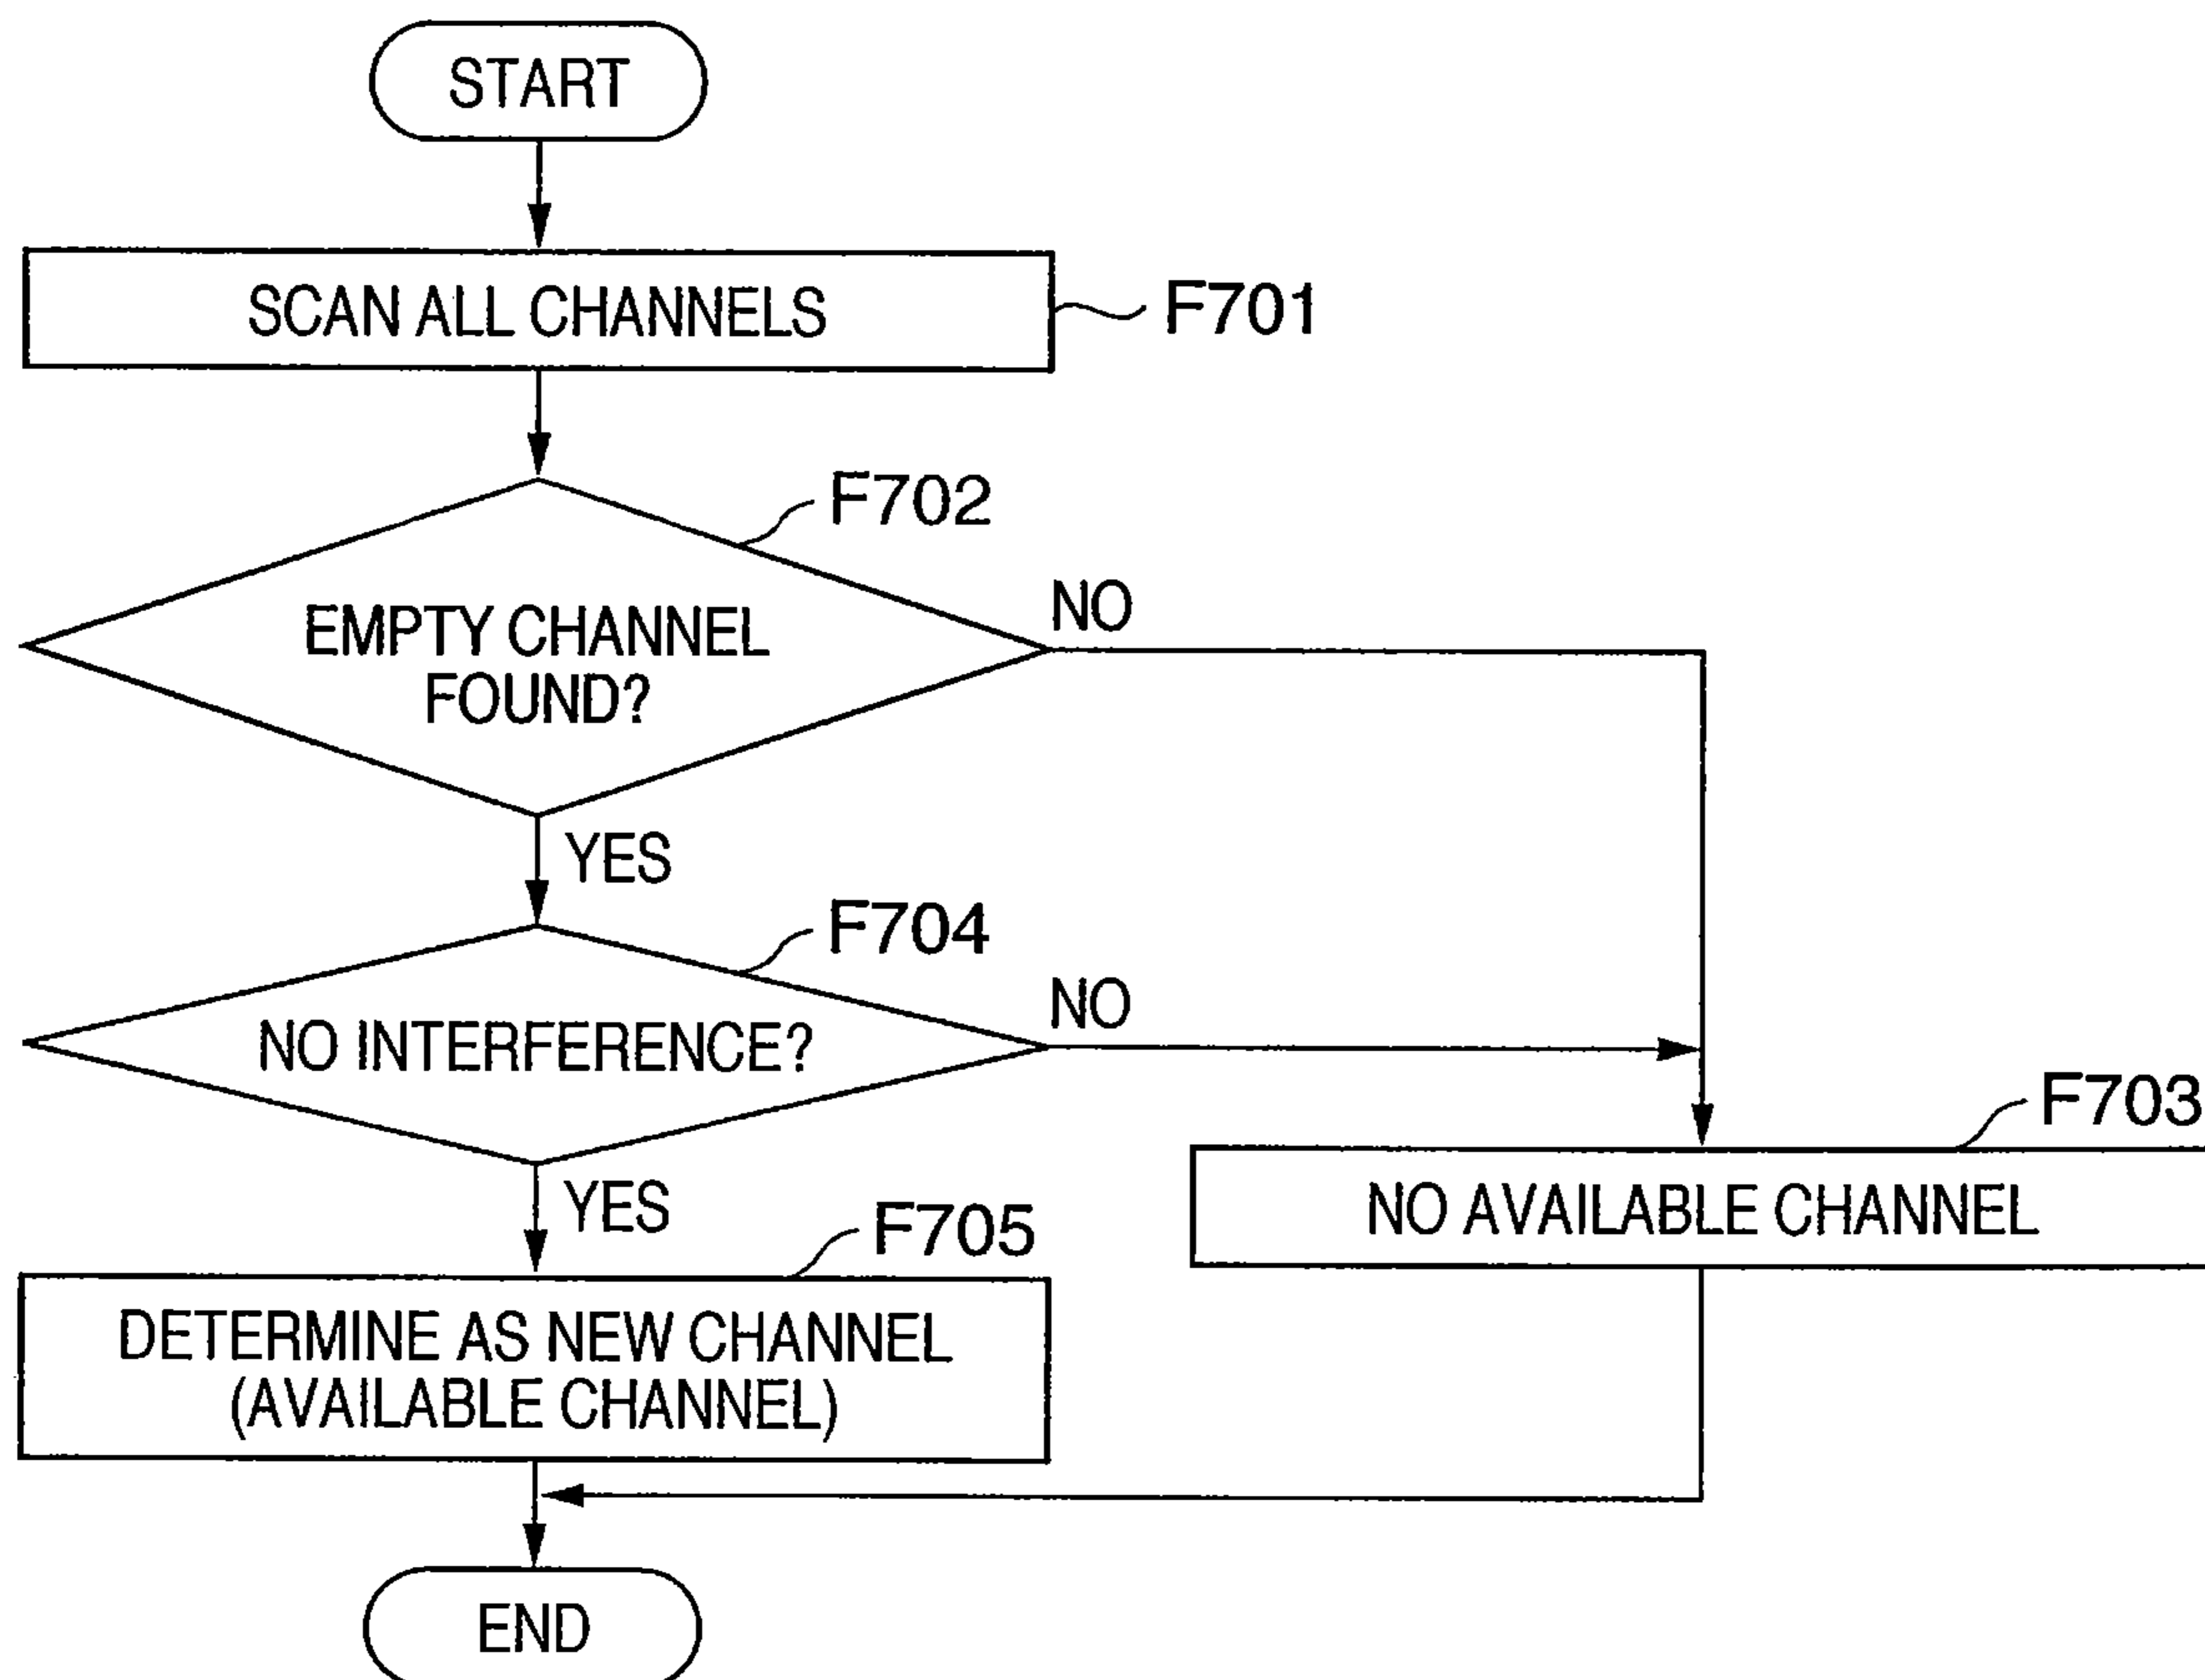 START
SCAN ALL CHANNELS
F701
F702
EMPTY CHANNEL
FOUND?
NO
YES
F704
NO INTERFERENCE?
NO
YES
F703
NO AVAILABLE CHANNEL
F705
DETERMINE AS NEW CHANNEL
(AVAILABLE CHANNEL)
END